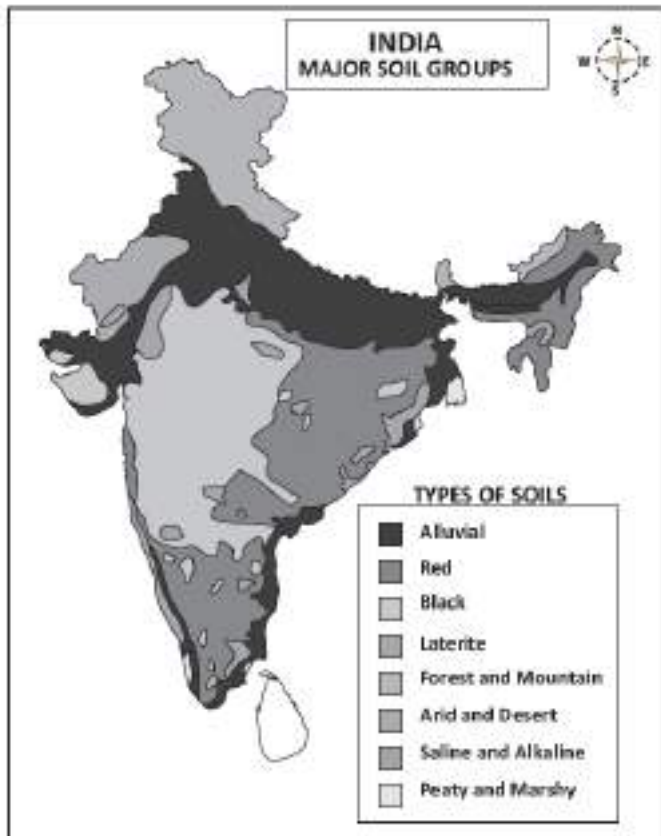 INDIA
MAJOR SOIL GROUPS
N
W E
S
TYPES OF SOILS
Alluvial
Red
Black
Laterite
Forest and Mountain
Arid and Desert
Saline and Alkaline
Peaty and Marshy